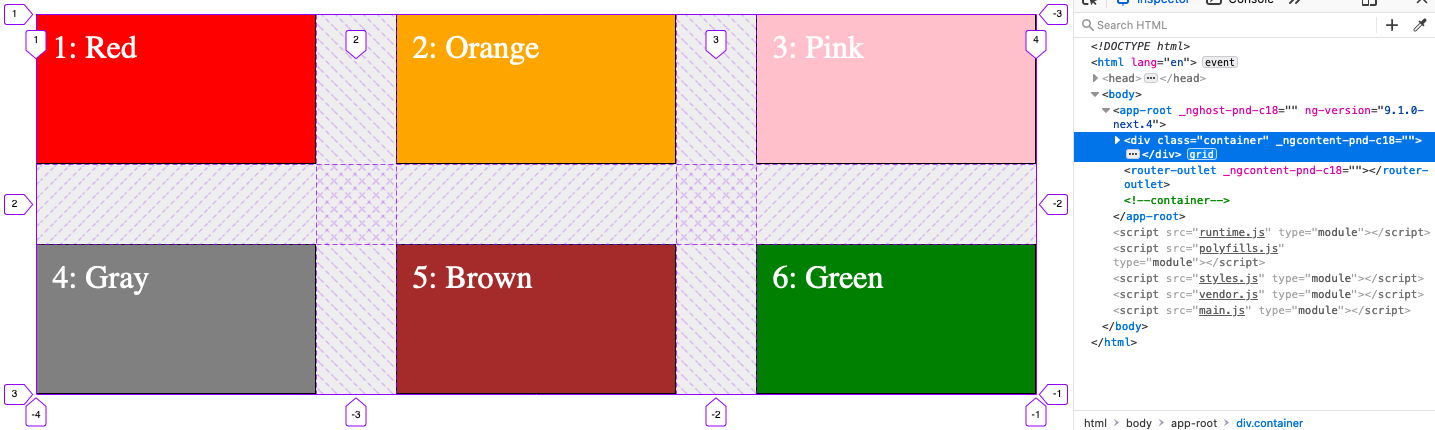 1
-3
1
2
3
4
1: Red
2: Orange
3: Pink
2
-2
4: Gray
5: Brown
6: Green
3
-1
-4
-3
-2
-1
Inspector
Console
Search HTML
<!DOCTYPE html>
<html lang="en"> event
<head> ••• </head>
<body>
<app-root _nghost-pnd-c18="" ng-version="9.1.0-
next.4">
<div class="container" _ngcontent-pnd-c18="">
••• </div> grid
<router-outlet _ngcontent-pnd-c18=""></router-
outlet>
<!--container-->
</app-root>
<script src="runtime.js" type="module"></script>
<script src="polyfills.js"
type="module"></script>
<script src="styles.js" type="module"></script>
<script src="vendor.js" type="module"></script>
<script src="main.js" type="module"></script>
</body>
</html>
html > body > app-root > div.container